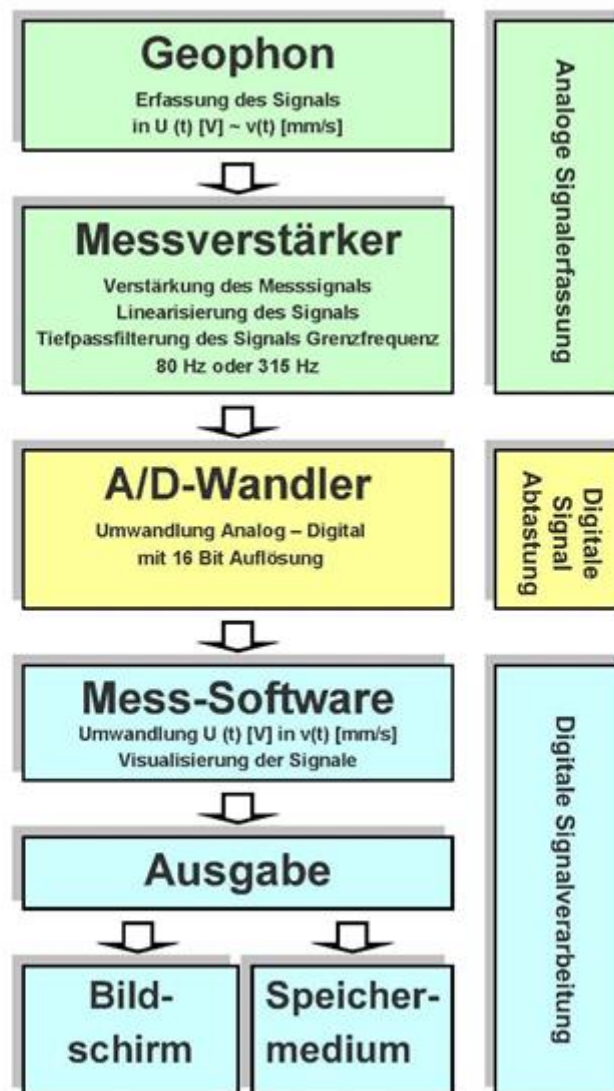 Geophon
Erfassung des Signals
in U (t) [V] ~ v(t) [mm/s]
Messverstärker
Verstärkung des Messsignals
Linearisierung des Signals
Tiefpassfilterung des Signals Grenzfrequenz
80 Hz oder 315 Hz
Analoge Signalerfassung
A/D-Wandler
Umwandlung Analog – Digital
mit 16 Bit Auflösung
Digitale
Signal
Abtastung
Mess-Software
Umwandlung U (t) [V] in v(t) [mm/s]
Visualisierung der Signale
Ausgabe
Bild-
schirm
Speicher-
medium
Digitale Signalverarbeitung